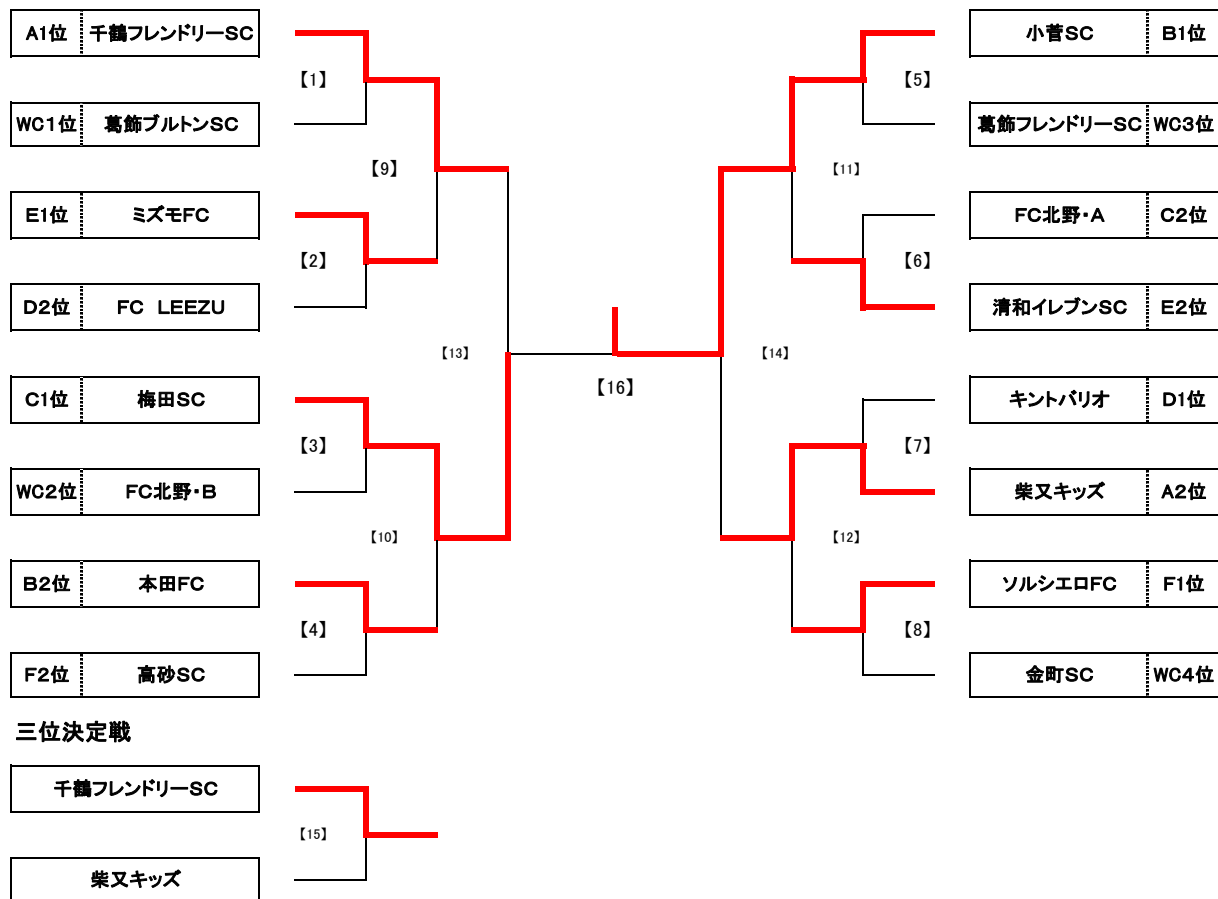 A1位 千鶴フレンドリーSC
【1】
WC1位 葛飾ブルトンSC
【9】
E1位 ミズモFC
【2】
D2位 FC LEEZU
【13】
C1位 梅田SC
【3】
WC2位 FC北野・B
【10】
B2位 本田FC
【4】
F2位 高砂SC
【16】
小菅SC B1位
【5】
葛飾フレンドリーSC WC3位
【11】
FC北野・A C2位
【6】
清和イレブンSC E2位
【14】
キントバリオ D1位
【7】
柴又キッズ A2位
【12】
ソルシエロFC F1位
【8】
金町SC WC4位
三位決定戦
千鶴フレンドリーSC
【15】
柴又キッズ